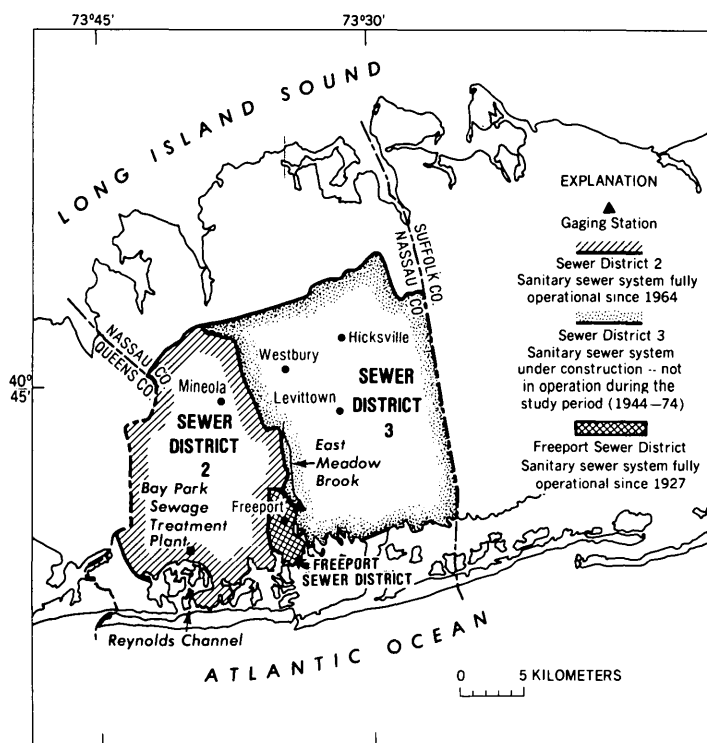 73°45'
73°30'
LONG ISLAND SOUND
SUFFOLK CO.
NASSAU CO.
NASSAU CO.
QUEENS CO.
40°
45'
Hicksville
Westbury
Levittown
SEWER
DISTRICT
3
Mineola
SEWER
DISTRICT
2
East
Meadow
Brook
Bay Park
Sewage
Treatment
Plant
Freeport
FREEPORT
SEWER DISTRICT
Reynolds Channel
ATLANTIC OCEAN
EXPLANATION
Gaging Station
Sewer District 2
Sanitary sewer system fully
operational since 1964
Sewer District 3
Sanitary sewer system
under construction -- not
in operation during the
study period (1944-74)
Freeport Sewer District
Sanitary sewer system fully
operational since 1927
0 5 KILOMETERS